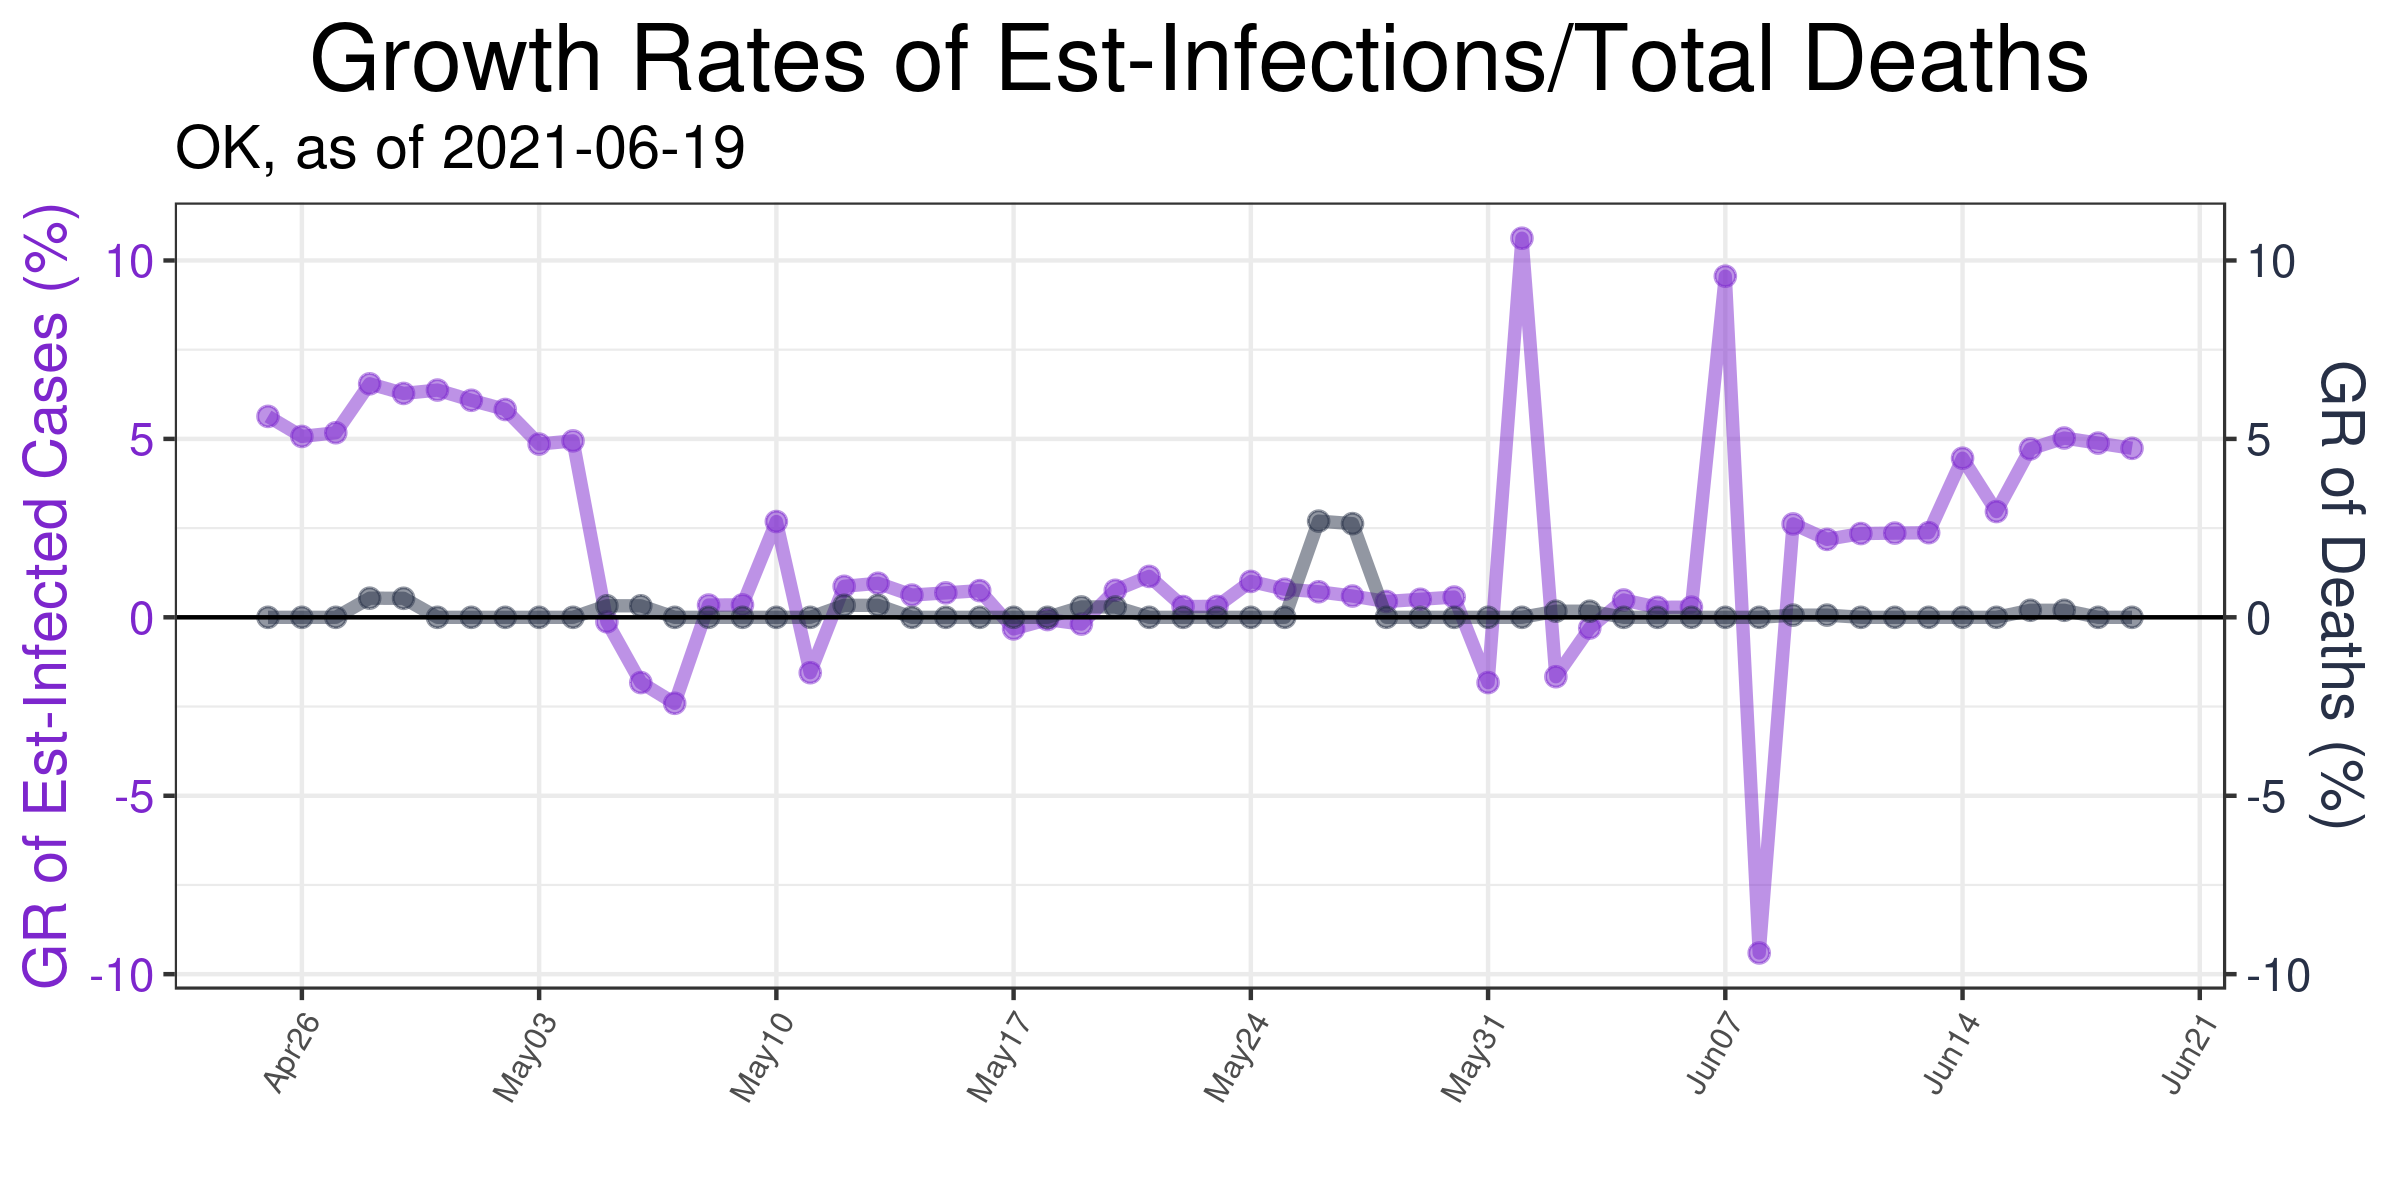 Growth Rates of Est-Infections/Total Deaths
OK, as of 2021-06-19
GR of Est-Infected Cases (%)
10
5
0
-5
-10
10
5
0
-5
-10
GR of Deaths (%)
Apr26
May03
May10
May17
May24
May31
Jun07
Jun14
Jun21